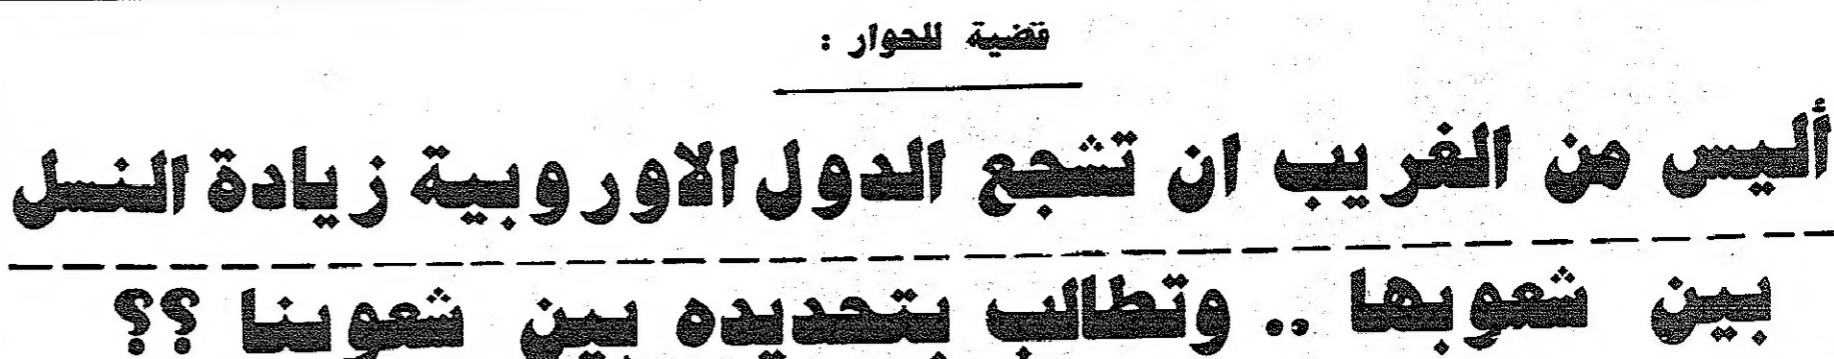 قضية للحوار :
أليس من الغريب ان تشجع الدول الاوروبية زيادة النسل
بين شعوبها .. وتطالب بتحديده بين شعوبنا ؟؟